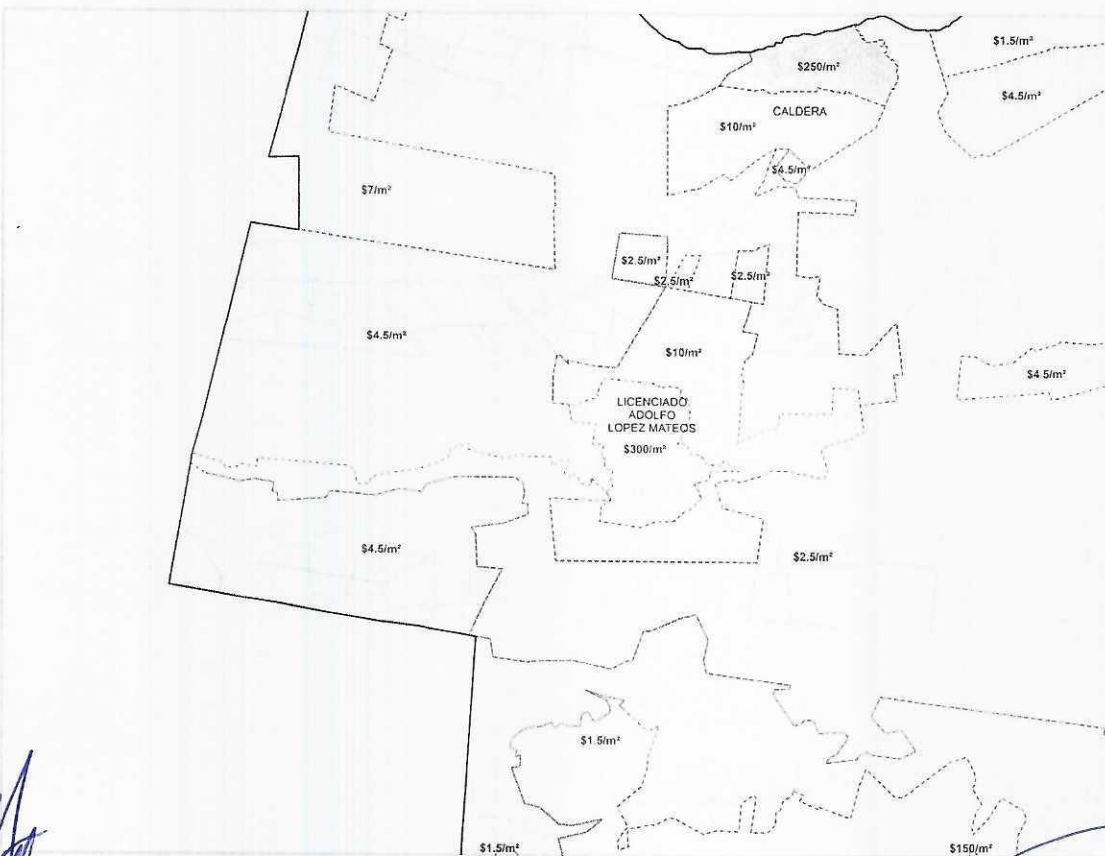 $1.5/m²
$250/m²
$4.5/m²
CALDERA
$10/m²
$4.5/m²
$7/m²
$2.5/m²
$2.5/m²
$2.5/m²
$4.5/m²
$10/m²
$4.5/m²
LICENCIADO
ADOLFO
LOPEZ MATEOS
$300/m²
$4.5/m²
$2.5/m²
$1.5/m²
$1.5/m²
$150/m²